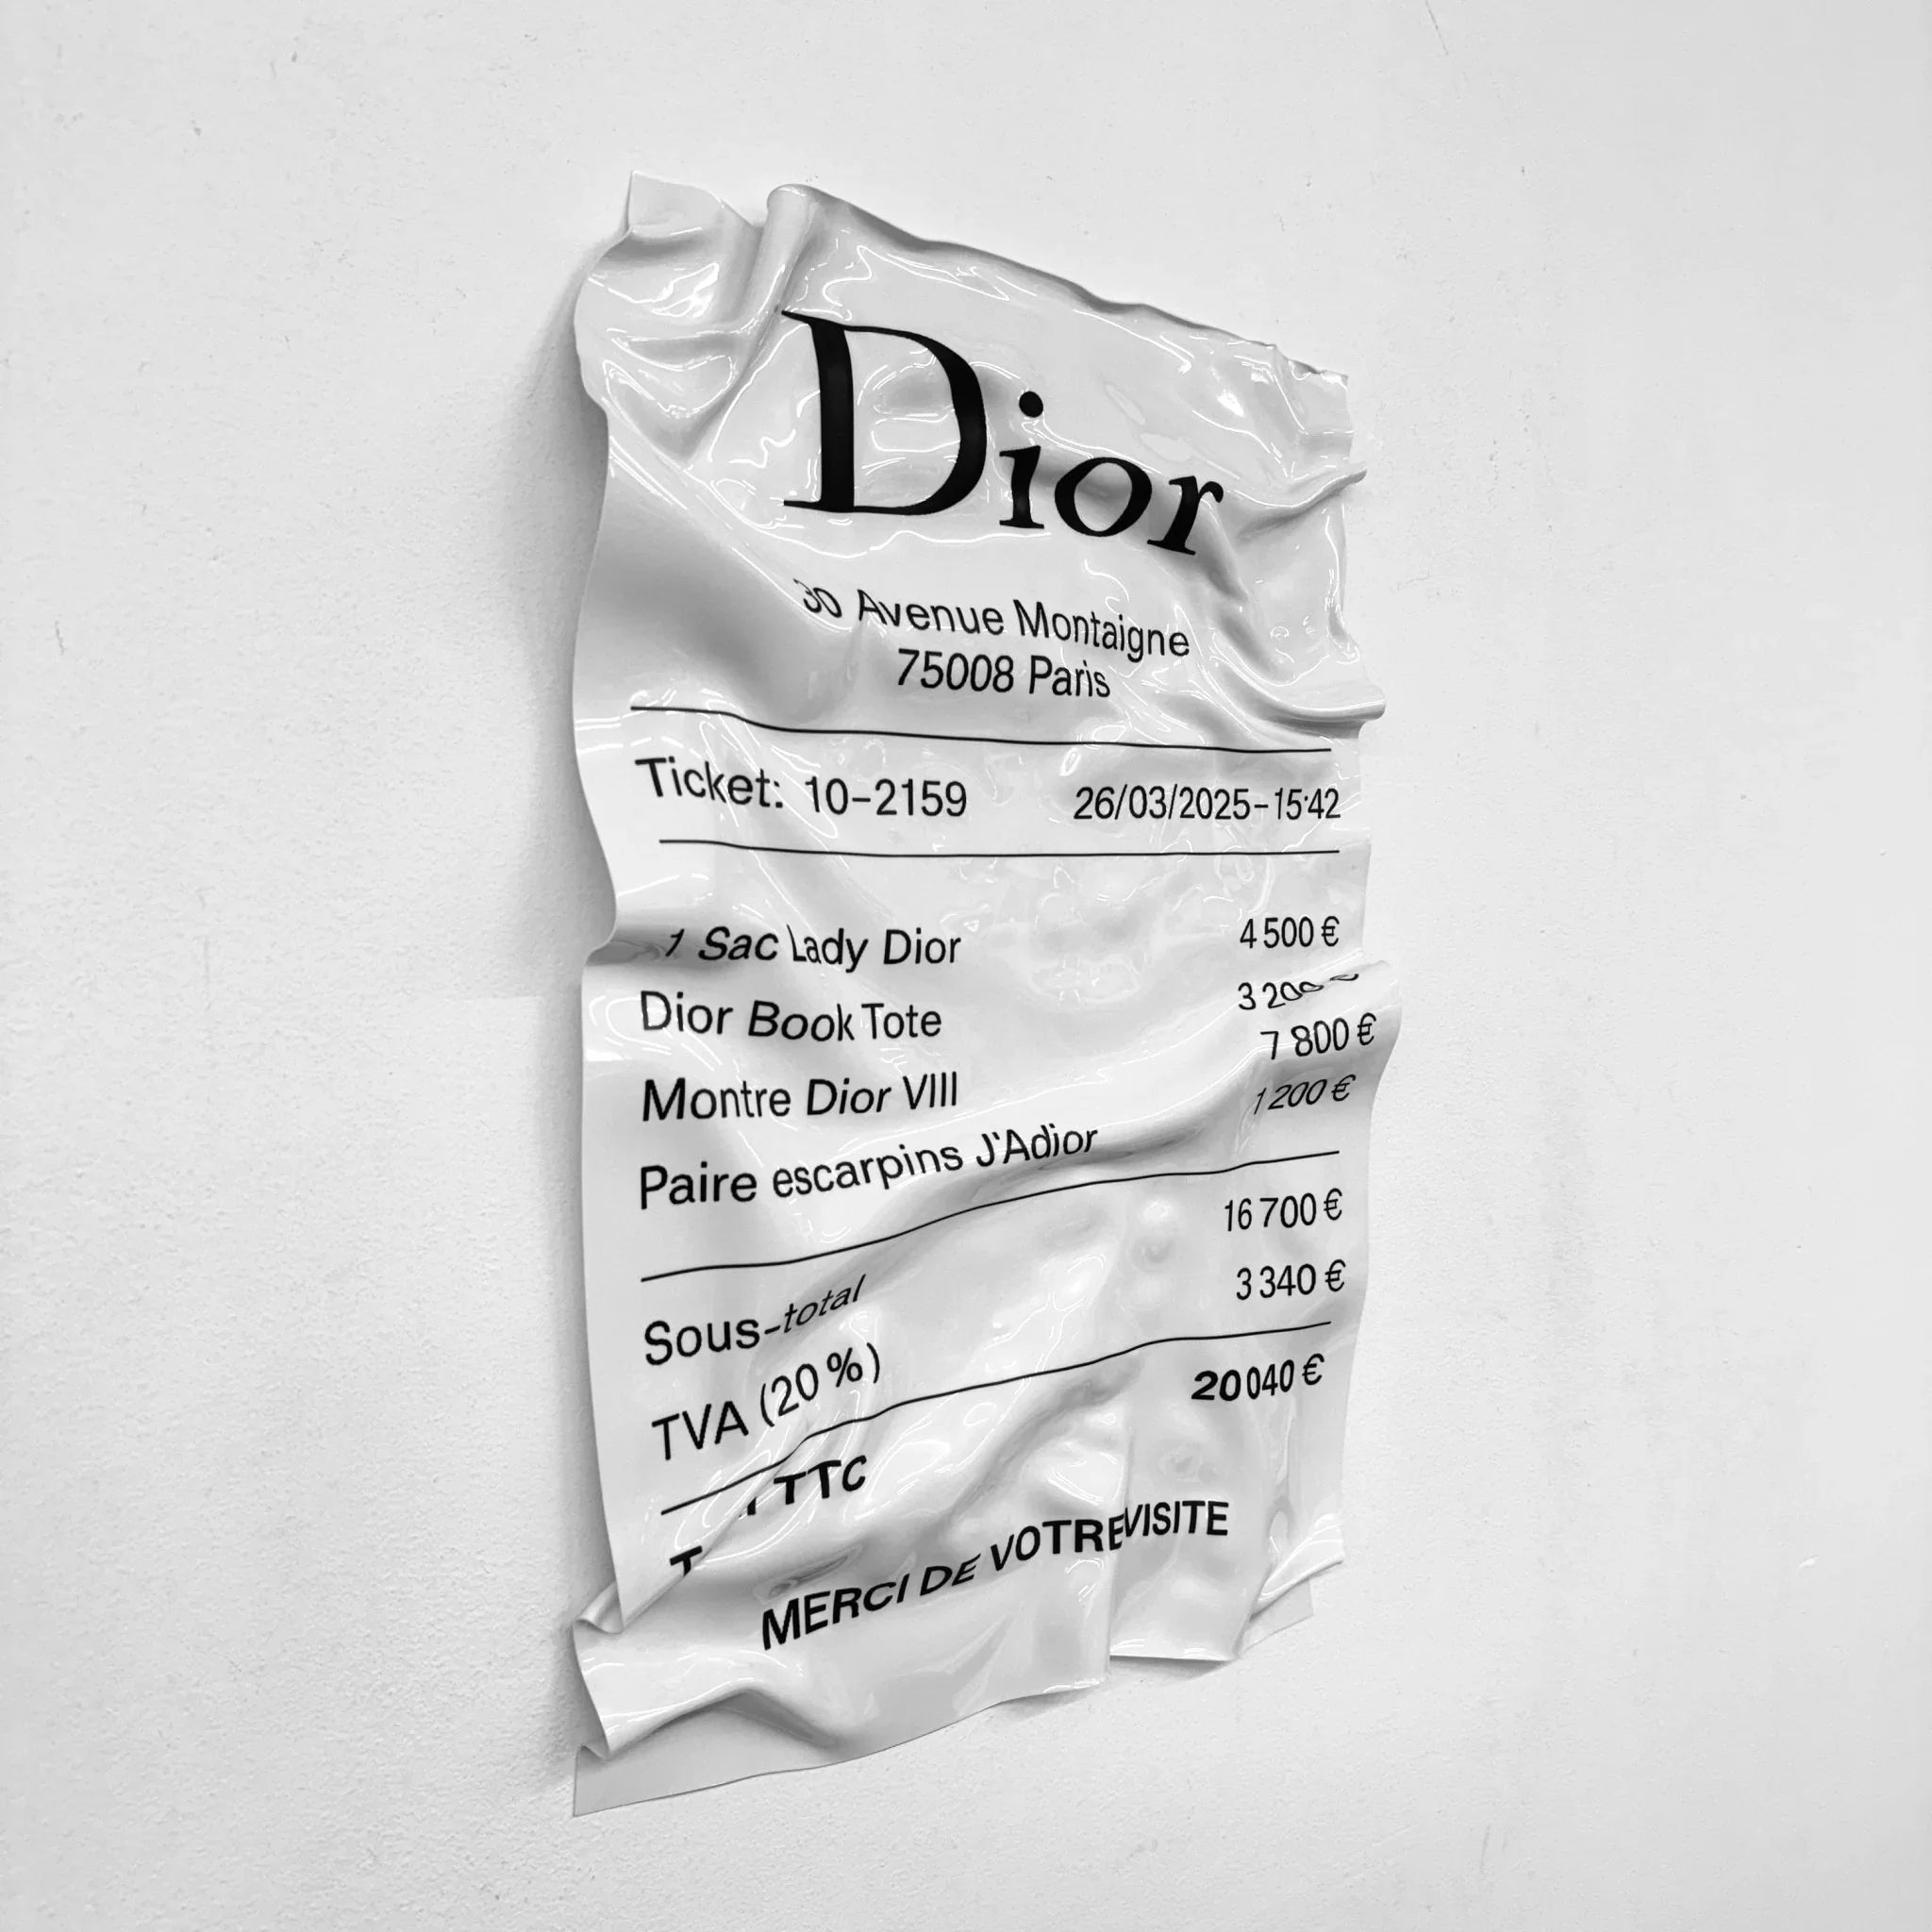 Dior
30 Avenue Montaigne
75008 Paris
Ticket: 10-2159 26/03/2025-15:42
1 Sac Lady Dior 4 500 €
Dior Book Tote 3 200
Montre Dior VIII 7 800 €
Paire escarpins J'Adior 1 200 €
Sous-total 16 700 €
TVA (20 %) 3 340 €
TTC 20 040 €
MERCI DE VOTRE VISITE